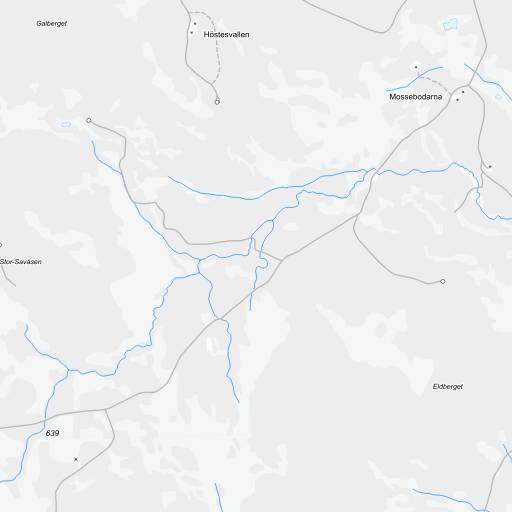 Galberget
Höstesvallen
Mossebodarna
Stor-Savåsen
Eldberget
639